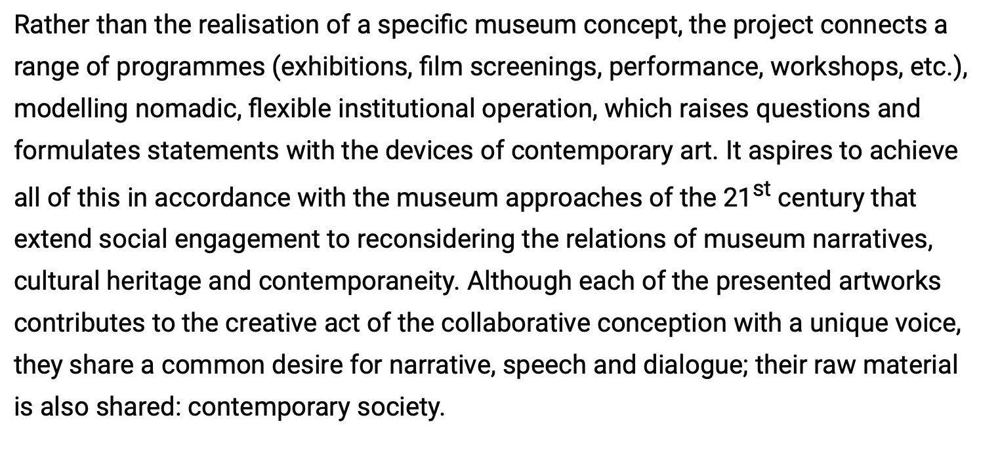 Rather than the realisation of a specific museum concept, the project connects a
range of programmes (exhibitions, film screenings, performance, workshops, etc.),
modelling nomadic, flexible institutional operation, which raises questions and
formulates statements with the devices of contemporary art. It aspires to achieve
all of this in accordance with the museum approaches of the 21st century that
extend social engagement to reconsidering the relations of museum narratives,
cultural heritage and contemporaneity. Although each of the presented artworks
contributes to the creative act of the collaborative conception with a unique voice,
they share a common desire for narrative, speech and dialogue; their raw material
is also shared: contemporary society.